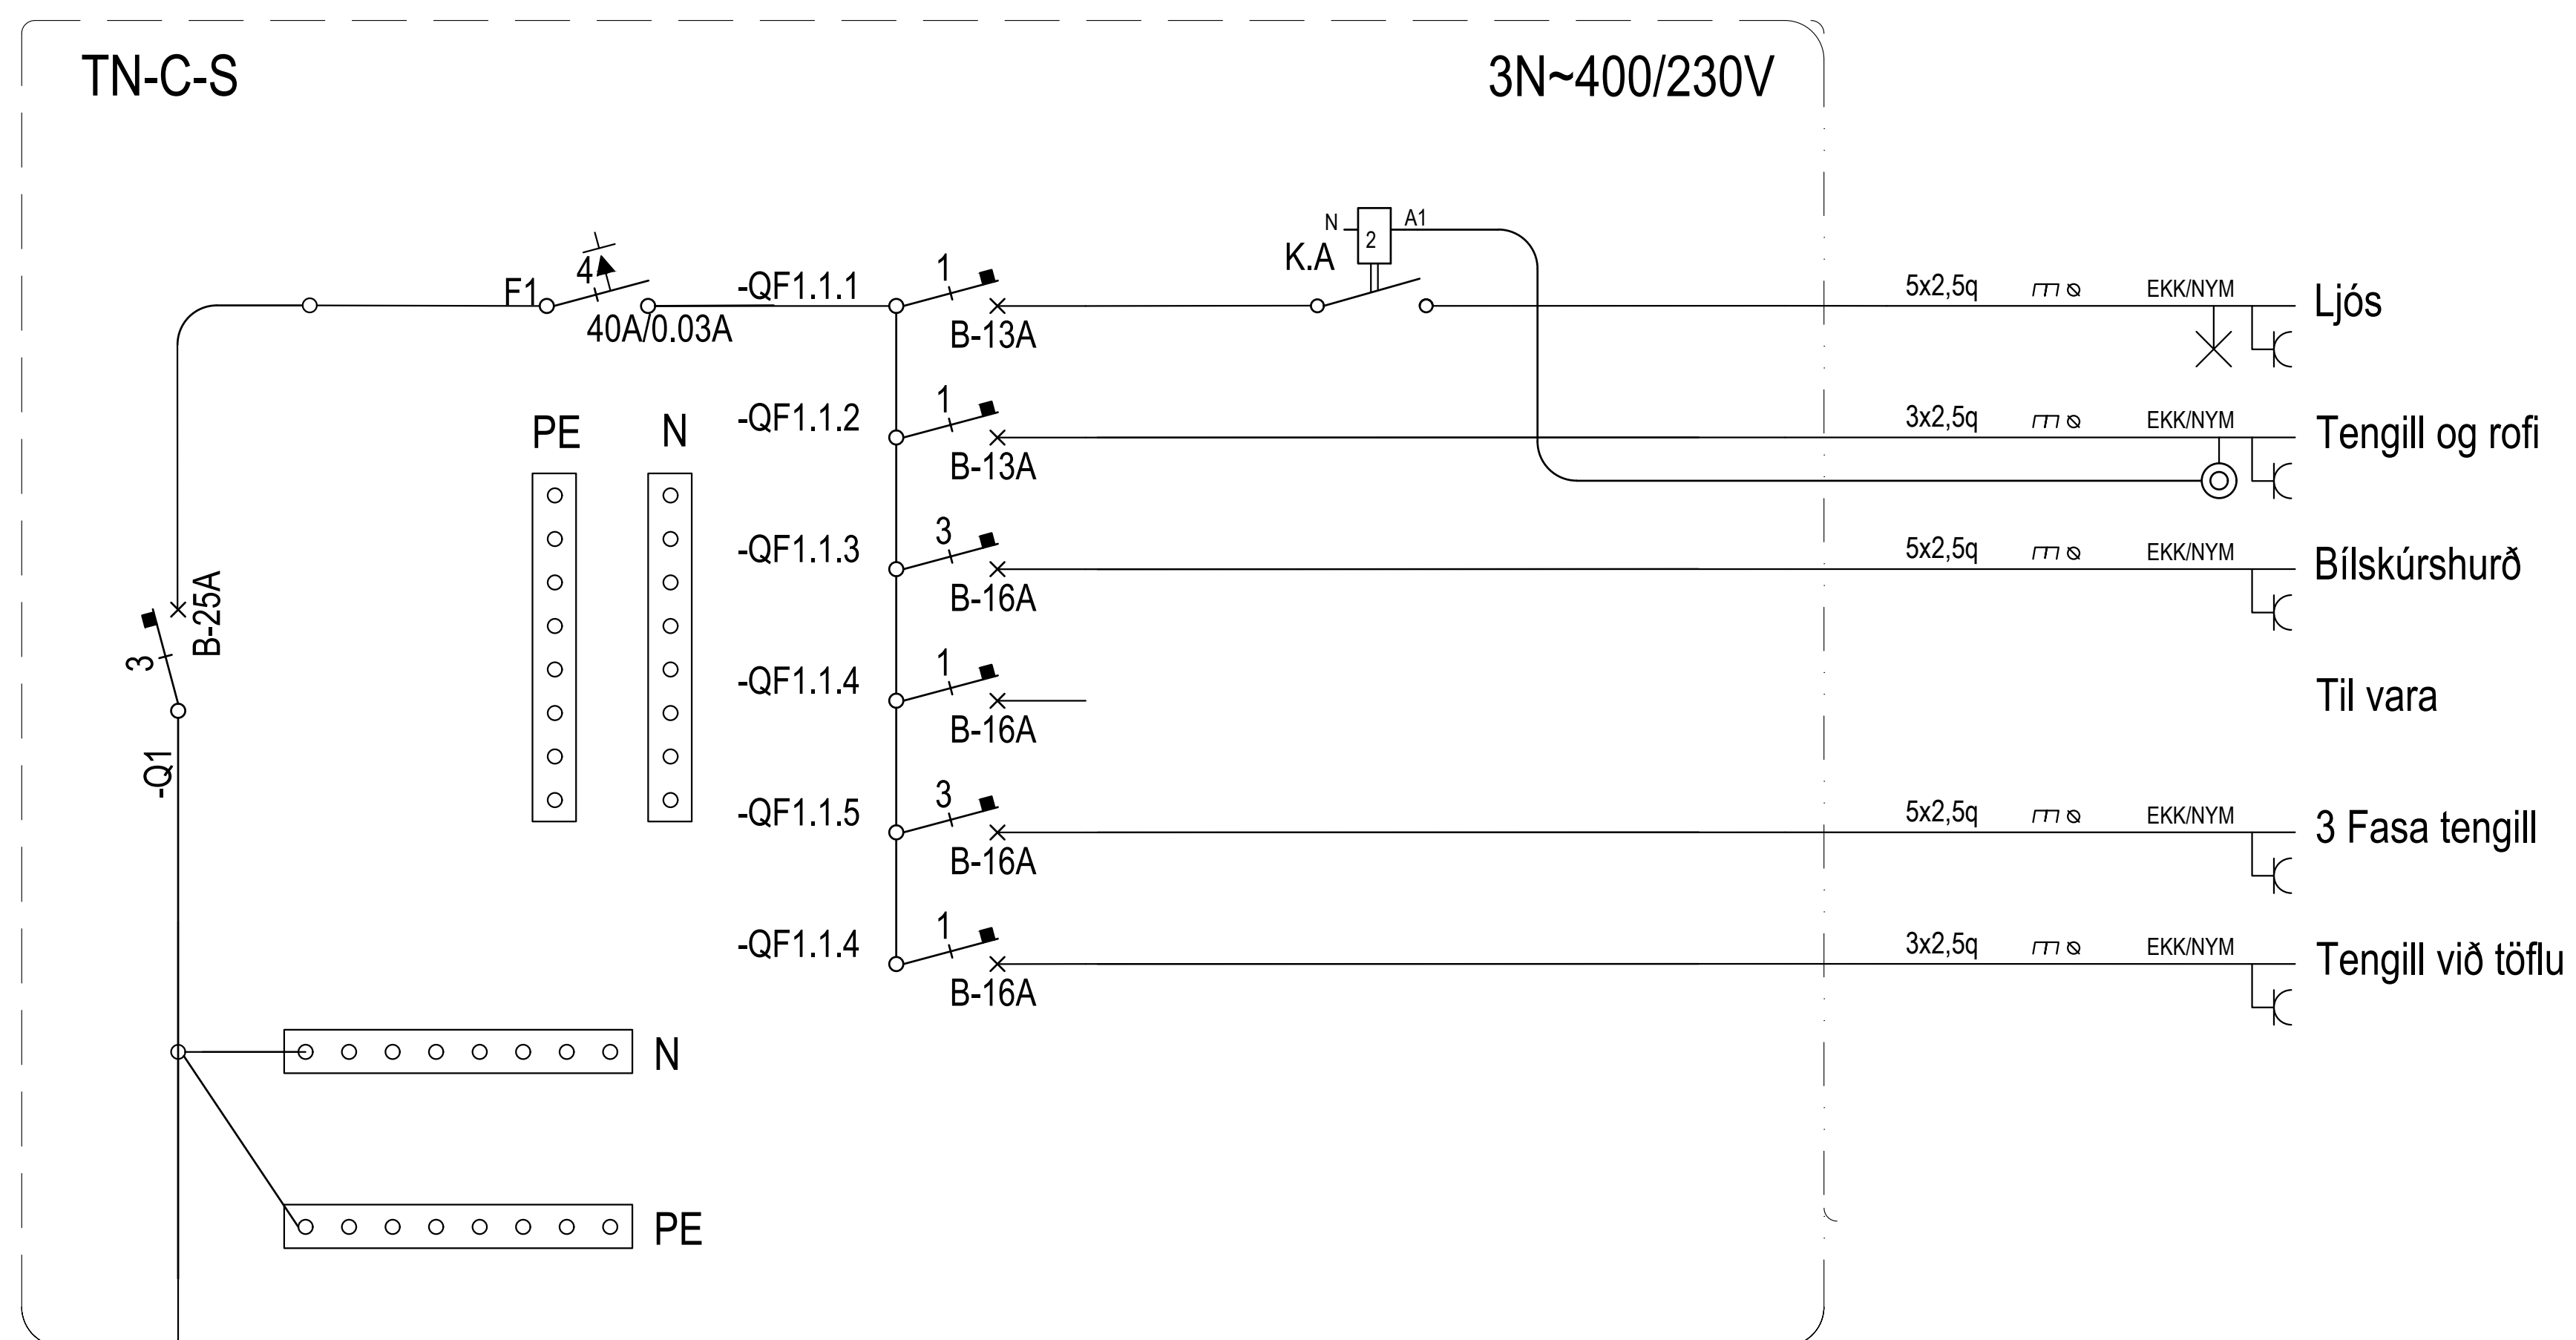 TN-C-S
3N~400/230V
N
A1
2
K.A
4
F1
40A/0.03A
-QF1.1.1
1
B-13A
5x2,5q
EKK/NYM
Ljós
PE
N
-QF1.1.2
1
B-13A
3x2,5q
EKK/NYM
Tengill og rofi
-QF1.1.3
3
B-16A
5x2,5q
EKK/NYM
Bílskúrshurð
B-25A
3
-Q1
-QF1.1.4
1
B-16A
Til vara
-QF1.1.5
3
B-16A
5x2,5q
EKK/NYM
3 Fasa tengill
-QF1.1.4
1
B-16A
3x2,5q
EKK/NYM
Tengill við töflu
N
PE